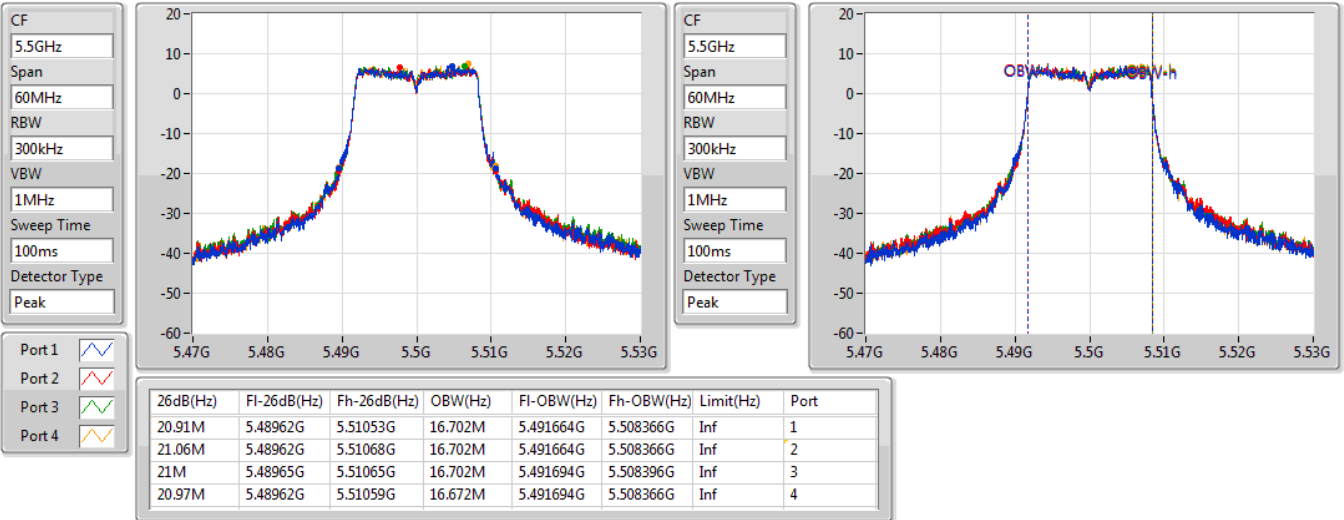 CF
5.5GHz
Span
60MHz
RBW
300kHz
VBW
1MHz
Sweep Time
100ms
Detector Type
Peak
20
10
0
-10
-20
-30
-40
-50
-60
5.47G 5.48G 5.49G 5.5G 5.51G 5.52G 5.53G
CF
5.5GHz
Span
60MHz
RBW
300kHz
VBW
1MHz
Sweep Time
100ms
Detector Type
Peak
20
10
0
-10
-20
-30
-40
-50
-60
OBW-h
5.47G 5.48G 5.49G 5.5G 5.51G 5.52G 5.53G
Port 1
Port 2
Port 3
Port 4
26dB(Hz) Fl-26dB(Hz) Fh-26dB(Hz) OBW(Hz) Fl-OBW(Hz) Fh-OBW(Hz) Limit(Hz) Port
20.91M 5.48962G 5.51053G 16.702M 5.491664G 5.508366G Inf 1
21.06M 5.48962G 5.51068G 16.702M 5.491664G 5.508366G Inf 2
21M 5.48965G 5.51065G 16.702M 5.491694G 5.508396G Inf 3
20.97M 5.48962G 5.51059G 16.672M 5.491694G 5.508366G Inf 4